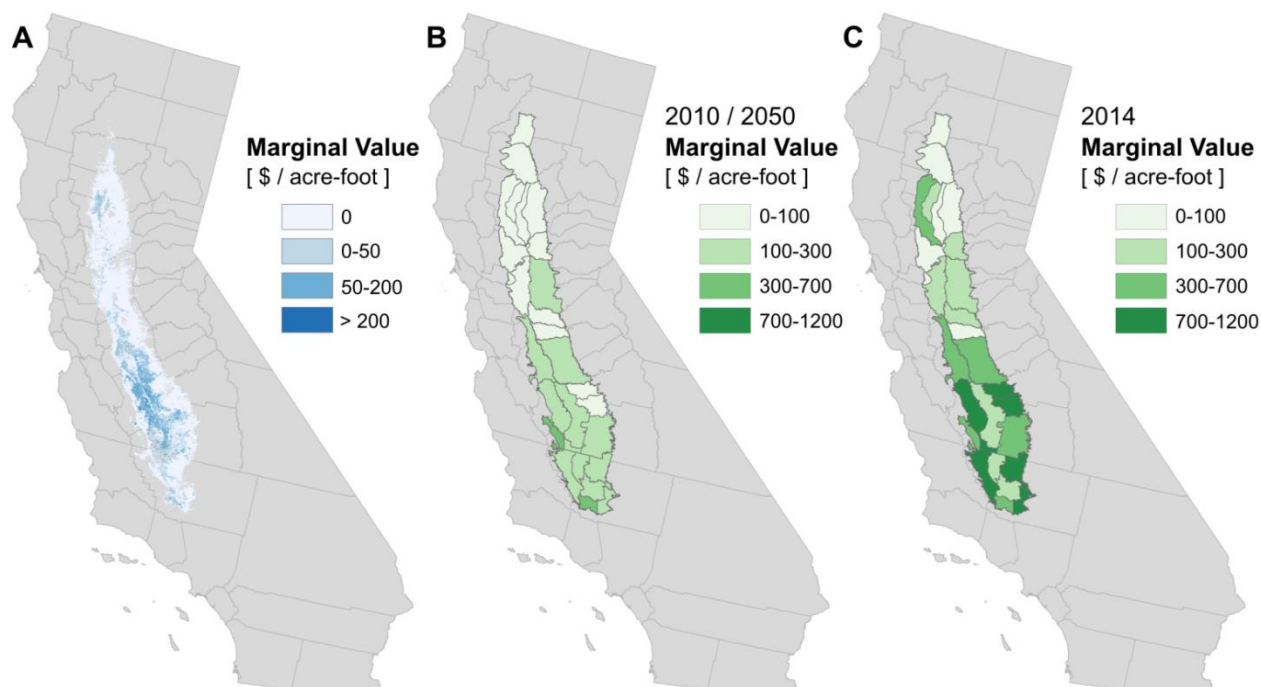 A
Marginal Value
[ $ / acre-foot ]
0
0-50
50-200
> 200
B
2010 / 2050
Marginal Value
[ $ / acre-foot ]
0-100
100-300
300-700
700-1200
C
2014
Marginal Value
[ $ / acre-foot ]
0-100
100-300
300-700
700-1200